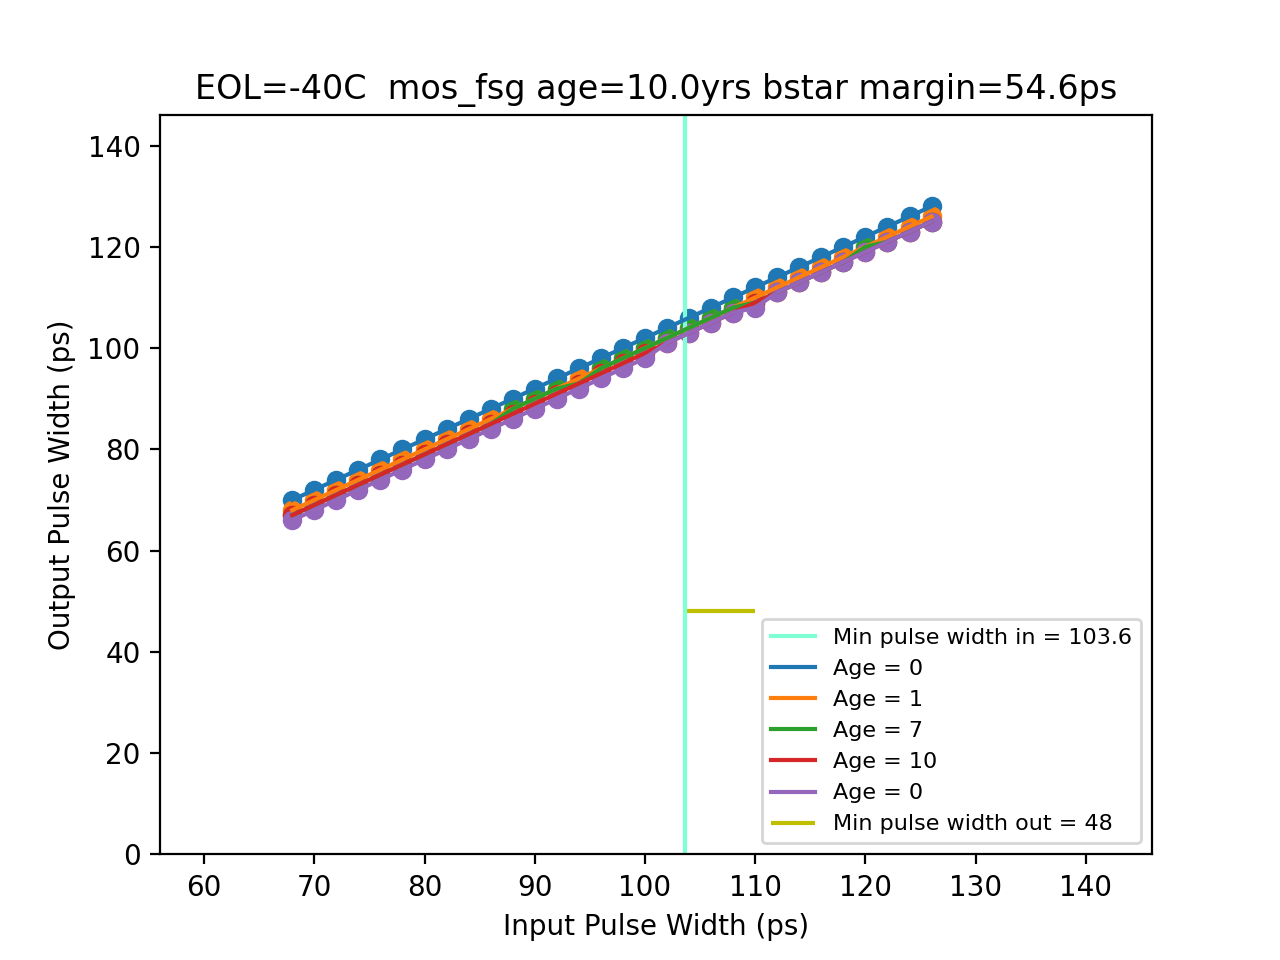 EOL=-40C  mos_fsg age=10.0yrs bstar margin=54.6ps
Output Pulse Width (ps)
140
120
100
80
60
40
20
0
Min pulse width in = 103.6
Age = 0
Age = 1
Age = 7
Age = 10
Age = 0
Min pulse width out = 48
60 70 80 90 100 110 120 130 140
Input Pulse Width (ps)